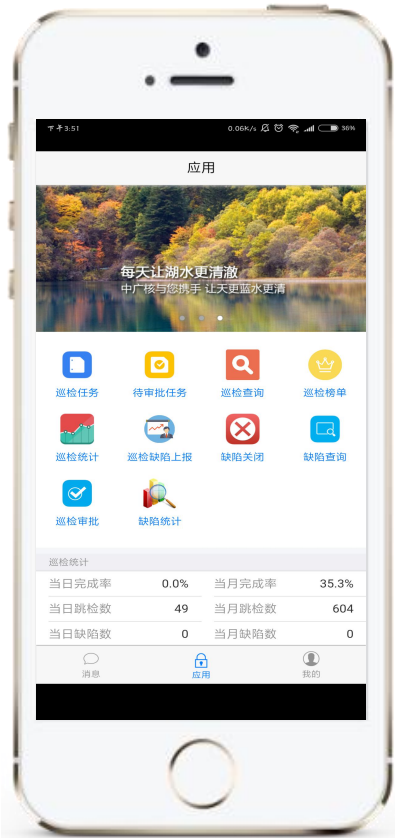 下午3:51 0.06K/s 36%
应用
每天让湖水更清澈
中广核与您携手 让天更蓝水更清
巡检任务 待审批任务 巡检查询 巡检榜单
巡检统计 巡检缺陷上报 缺陷关闭 缺陷查询
巡检审批 缺陷统计
巡检统计
当日完成率 0.0% 当月完成率 35.3%
当日跳检数 49 当月跳检数 604
当日缺陷数 0 当月缺陷数 0
消息 应用 我的